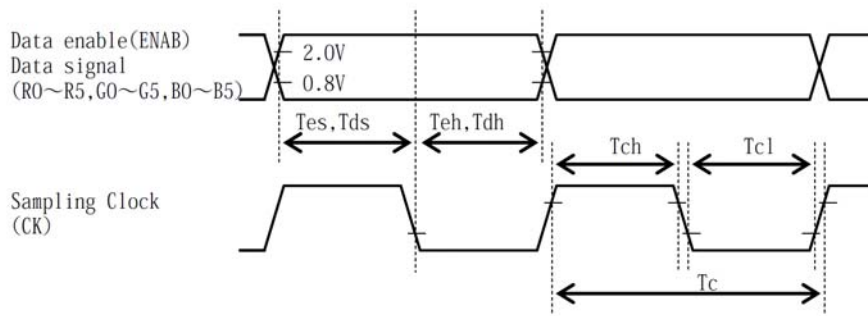 Data enable(ENAB)
Data signal
(R0～R5,G0～G5,B0～B5)
2.0V
0.8V
Tes,Tds
Teh,Tdh
Tch
Tcl
Sampling Clock
(CK)
Tc